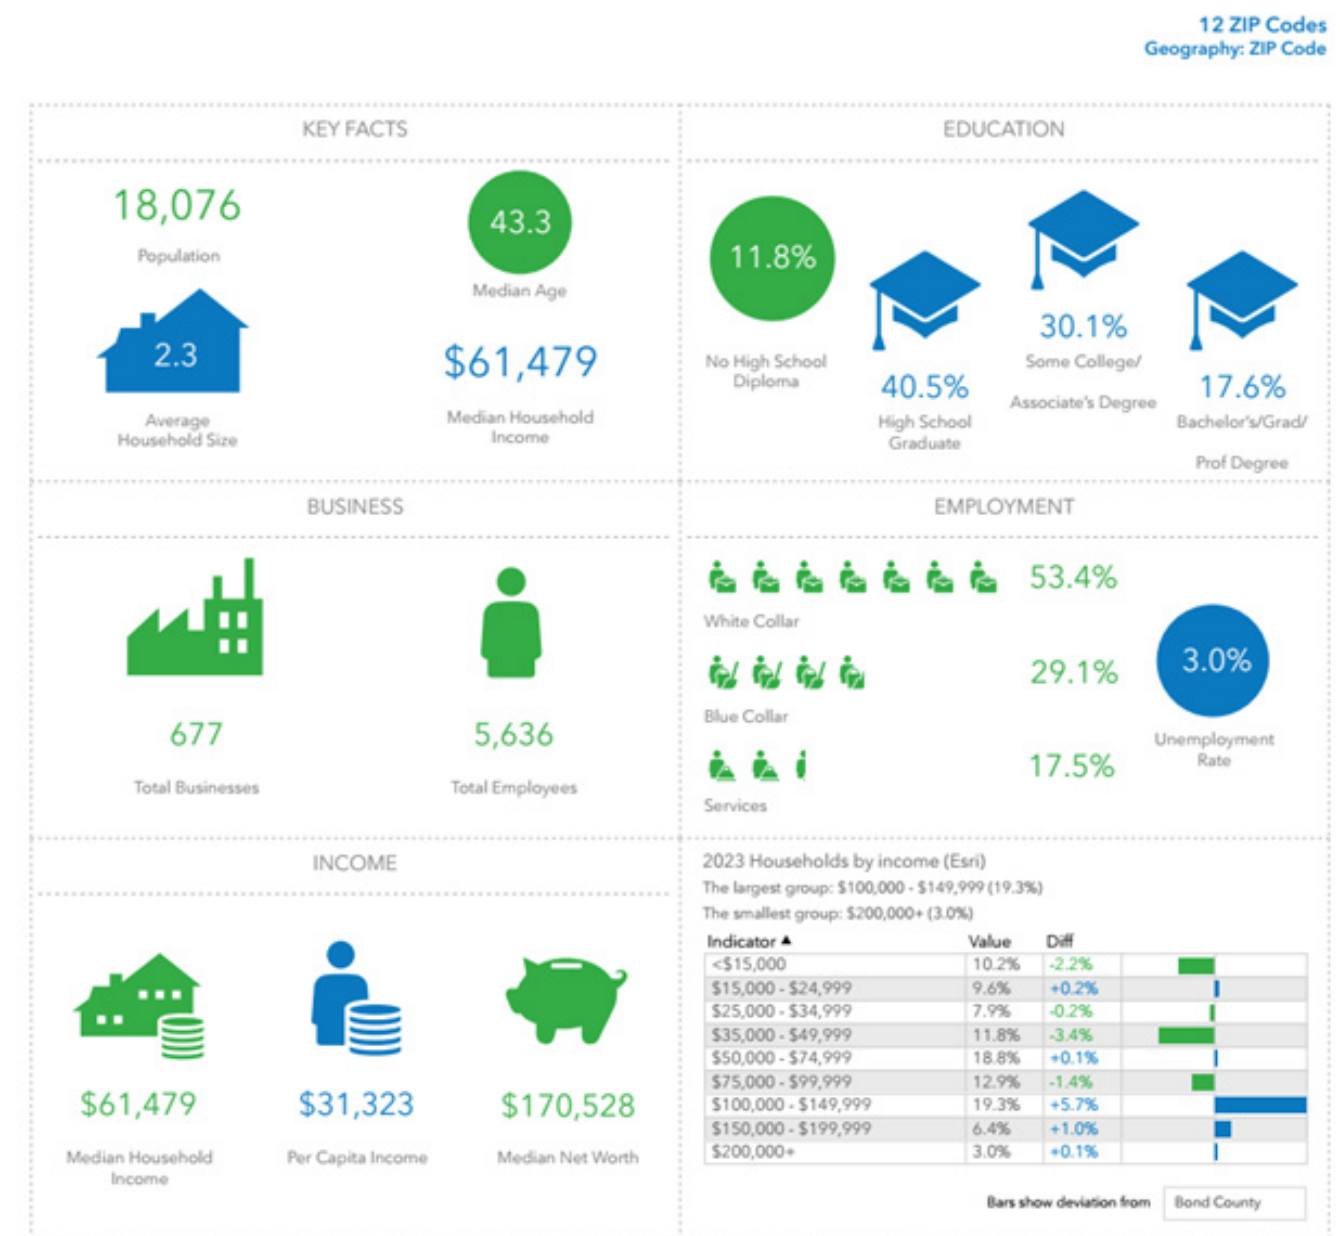 12 ZIP Codes
Geography: ZIP Code
KEY FACTS
18,076
Population
43.3
Median Age
2.3
Average
Household Size
$61,479
Median Household
Income
EDUCATION
11.8%
No High School
Diploma
40.5%
High School
Graduate
30.1%
Some College/
Associate's Degree
17.6%
Bachelor's/Grad/
Prof Degree
BUSINESS
677
Total Businesses
5,636
Total Employees
EMPLOYMENT
53.4%
White Collar
29.1%
Blue Collar
17.5%
Services
3.0%
Unemployment
Rate
INCOME
$61,479
Median Household
Income
$31,323
Per Capita Income
$170,528
Median Net Worth
2023 Households by income (Esri)
The largest group: $100,000 - $149,999 (19.3%)
The smallest group: $200,000+ (3.0%)
Indicator ▲ Value Diff
<$15,000 10.2% -2.2%
$15,000 - $24,999 9.6% +0.2%
$25,000 - $34,999 7.9% -0.2%
$35,000 - $49,999 11.8% -3.4%
$50,000 - $74,999 18.8% +0.1%
$75,000 - $99,999 12.9% -1.4%
$100,000 - $149,999 19.3% +5.7%
$150,000 - $199,999 6.4% +1.0%
$200,000+ 3.0% +0.1%
Bars show deviation from Bond County